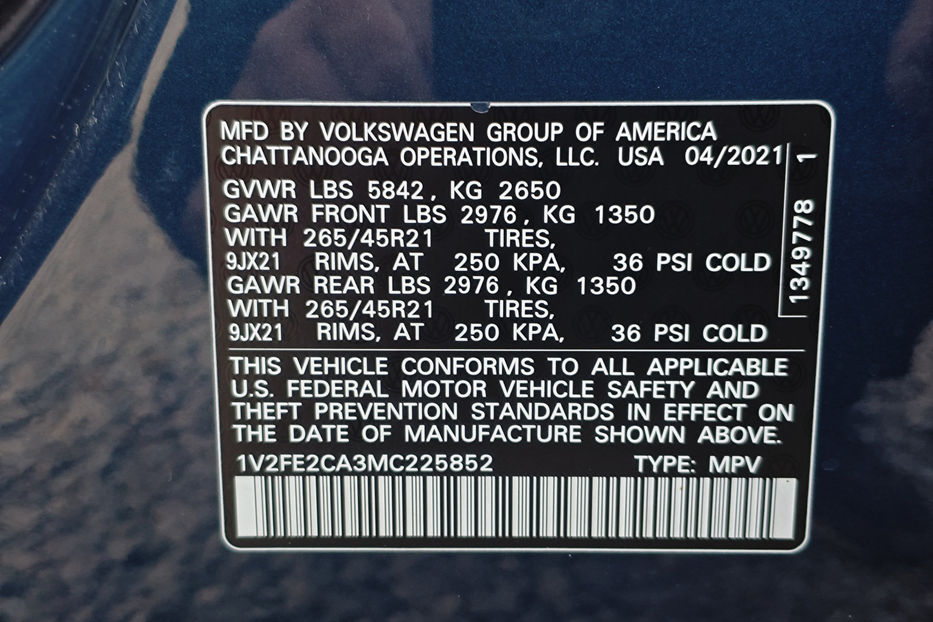 MFD BY VOLKSWAGEN GROUP OF AMERICA
CHATTANOOGA OPERATIONS, LLC. USA 04/2021
GVWR LBS 5842, KG 2650
GAWR FRONT LBS 2976, KG 1350
WITH 265/45R21 TIRES,
9JX21 RIMS, AT 250 KPA, 36 PSI COLD
GAWR REAR LBS 2976, KG 1350
WITH 265/45R21 TIRES,
9JX21 RIMS, AT 250 KPA, 36 PSI COLD
1349778 1
THIS VEHICLE CONFORMS TO ALL APPLICABLE
U.S. FEDERAL MOTOR VEHICLE SAFETY AND
THEFT PREVENTION STANDARDS IN EFFECT ON
THE DATE OF MANUFACTURE SHOWN ABOVE.
1V2FE2CA3MC225852 TYPE: MPV